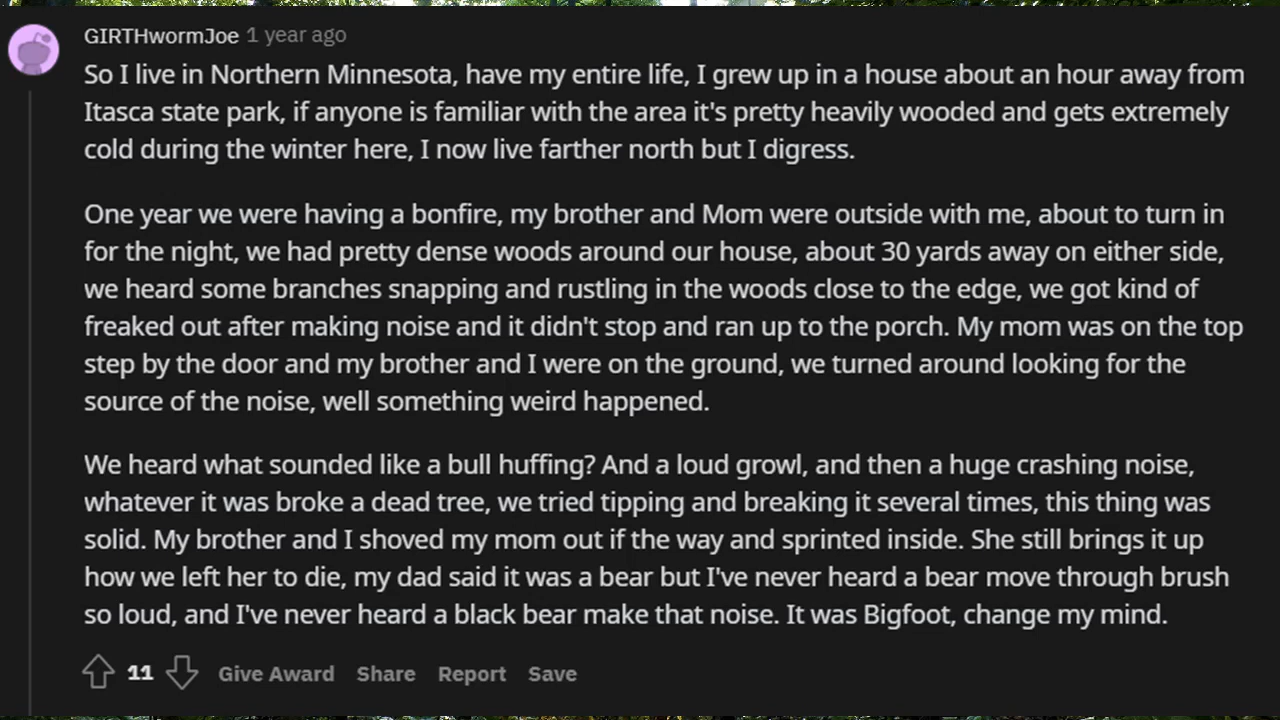 GIRTHwormJoe 1 year ago
So I live in Northern Minnesota, have my entire life, I grew up in a house about an hour away from
Itasca state park, if anyone is familiar with the area it's pretty heavily wooded and gets extremely
cold during the winter here, I now live farther north but I digress.
One year we were having a bonfire, my brother and Mom were outside with me, about to turn in
for the night, we had pretty dense woods around our house, about 30 yards away on either side,
we heard some branches snapping and rustling in the woods close to the edge, we got kind of
freaked out after making noise and it didn't stop and ran up to the porch. My mom was on the top
step by the door and my brother and I were on the ground, we turned around looking for the
source of the noise, well something weird happened.
We heard what sounded like a bull huffing? And a loud growl, and then a huge crashing noise,
whatever it was broke a dead tree, we tried tipping and breaking it several times, this thing was
solid. My brother and I shoved my mom out if the way and sprinted inside. She still brings it up
how we left her to die, my dad said it was a bear but I've never heard a bear move through brush
so loud, and I've never heard a black bear make that noise. It was Bigfoot, change my mind.
11 Give Award Share Report Save